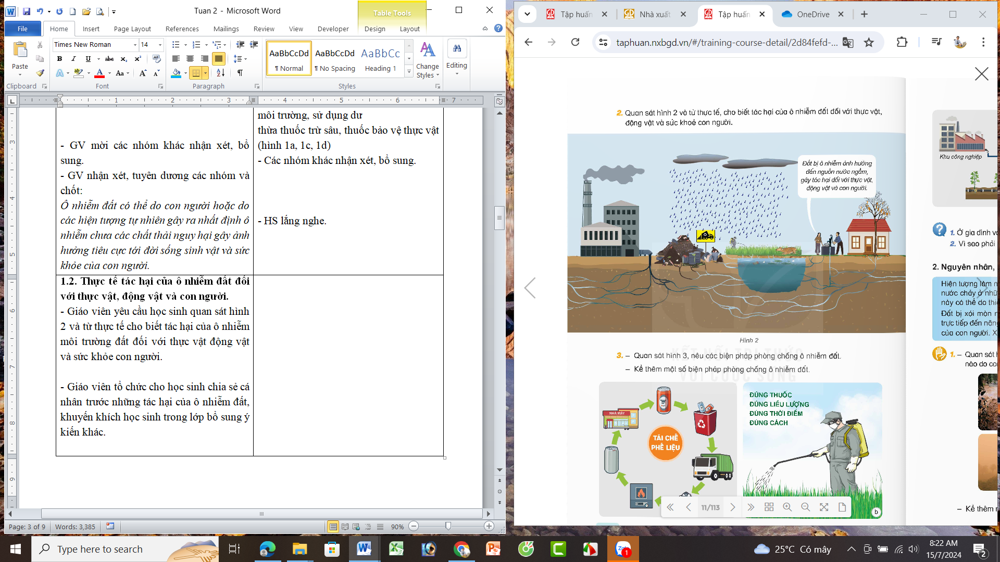 Tuan 2 - Microsoft Word
Table Tools
File
Home
Insert
Page Layout
References
Mailings
Review
View
Developer
Design
Layout
Paste
Clipboard
Times New Roman
14
Font
Paragraph
AaBbCcDd
¶ Normal
AaBbCcDd
¶ No Spacing
AaBbCc
Heading 1
Change
Styles
Styles
Editing
môi trường, sử dụng dư
thừa thuốc trừ sâu, thuốc bảo vệ thực vật
(hình 1a, 1c, 1d)
- Các nhóm khác nhận xét, bổ sung.
- HS lắng nghe.
- GV mời các nhóm khác nhận xét, bổ
sung.
- GV nhận xét, tuyên dương các nhóm và
chốt:
Ô nhiễm đất có thể do con người hoặc do
các hiện tượng tự nhiên gây ra nhất định ô
nhiễm chưa các chất thải nguy hại gây ảnh
hưởng tiêu cực tới đời sống sinh vật và sức
khỏe của con người.
1.2. Thực tế tác hại của ô nhiễm đất đối
với thực vật, động vật và con người.
- Giáo viên yêu cầu học sinh quan sát hình
2 và từ thực tế cho biết tác hại của ô nhiễm
môi trường đất đối với thực vật động vật
và sức khỏe con người.
- Giáo viên tổ chức cho học sinh chia sẻ cá
nhân trước những tác hại của ô nhiễm đất,
khuyến khích học sinh trong lớp bổ sung ý
kiến khác.
Page: 3 of 9
Words: 3,385
90%
Tập huấn
Nhà xuất
Tập huấn
OneDrive
taphuan.nxbgd.vn/#/training-course-detail/2d84fefd-...
2. Quan sát hình 2 và từ thực tế, cho biết tác hại của ô nhiễm đất đối với thực vật,
động vật và sức khoẻ con người.
Đất bị ô nhiễm ảnh hưởng
đến nguồn nước ngầm,
gây tác hại đối với thực vật,
động vật và con người.
Hình 2
KẾT NỐI TRI THỨC
VỚI CUỘC SỐNG
3. – Quan sát hình 3, nêu các biện pháp phòng chống ô nhiễm đất.
– Kể thêm một số biện pháp phòng chống ô nhiễm đất.
NHÀ MÁY
TÁI CHẾ
PHẾ LIỆU
ĐÚNG THUỐC
ĐÚNG LIỀU LƯỢNG
ĐÚNG THỜI ĐIỂM
ĐÚNG CÁCH
b
11/113
Khu công nghiệp
1. Ở gia đình và
2. Vì sao phải
2. Nguyên nhân,
Hiện tượng làm
nước chảy ở
này có thể do
Đất bị xói mòn
trực tiếp đến
của con người.
1. – Quan sát
nào do
– Kể thêm
Type here to search
25°C Có mây
8:22 AM
15/7/2024
2